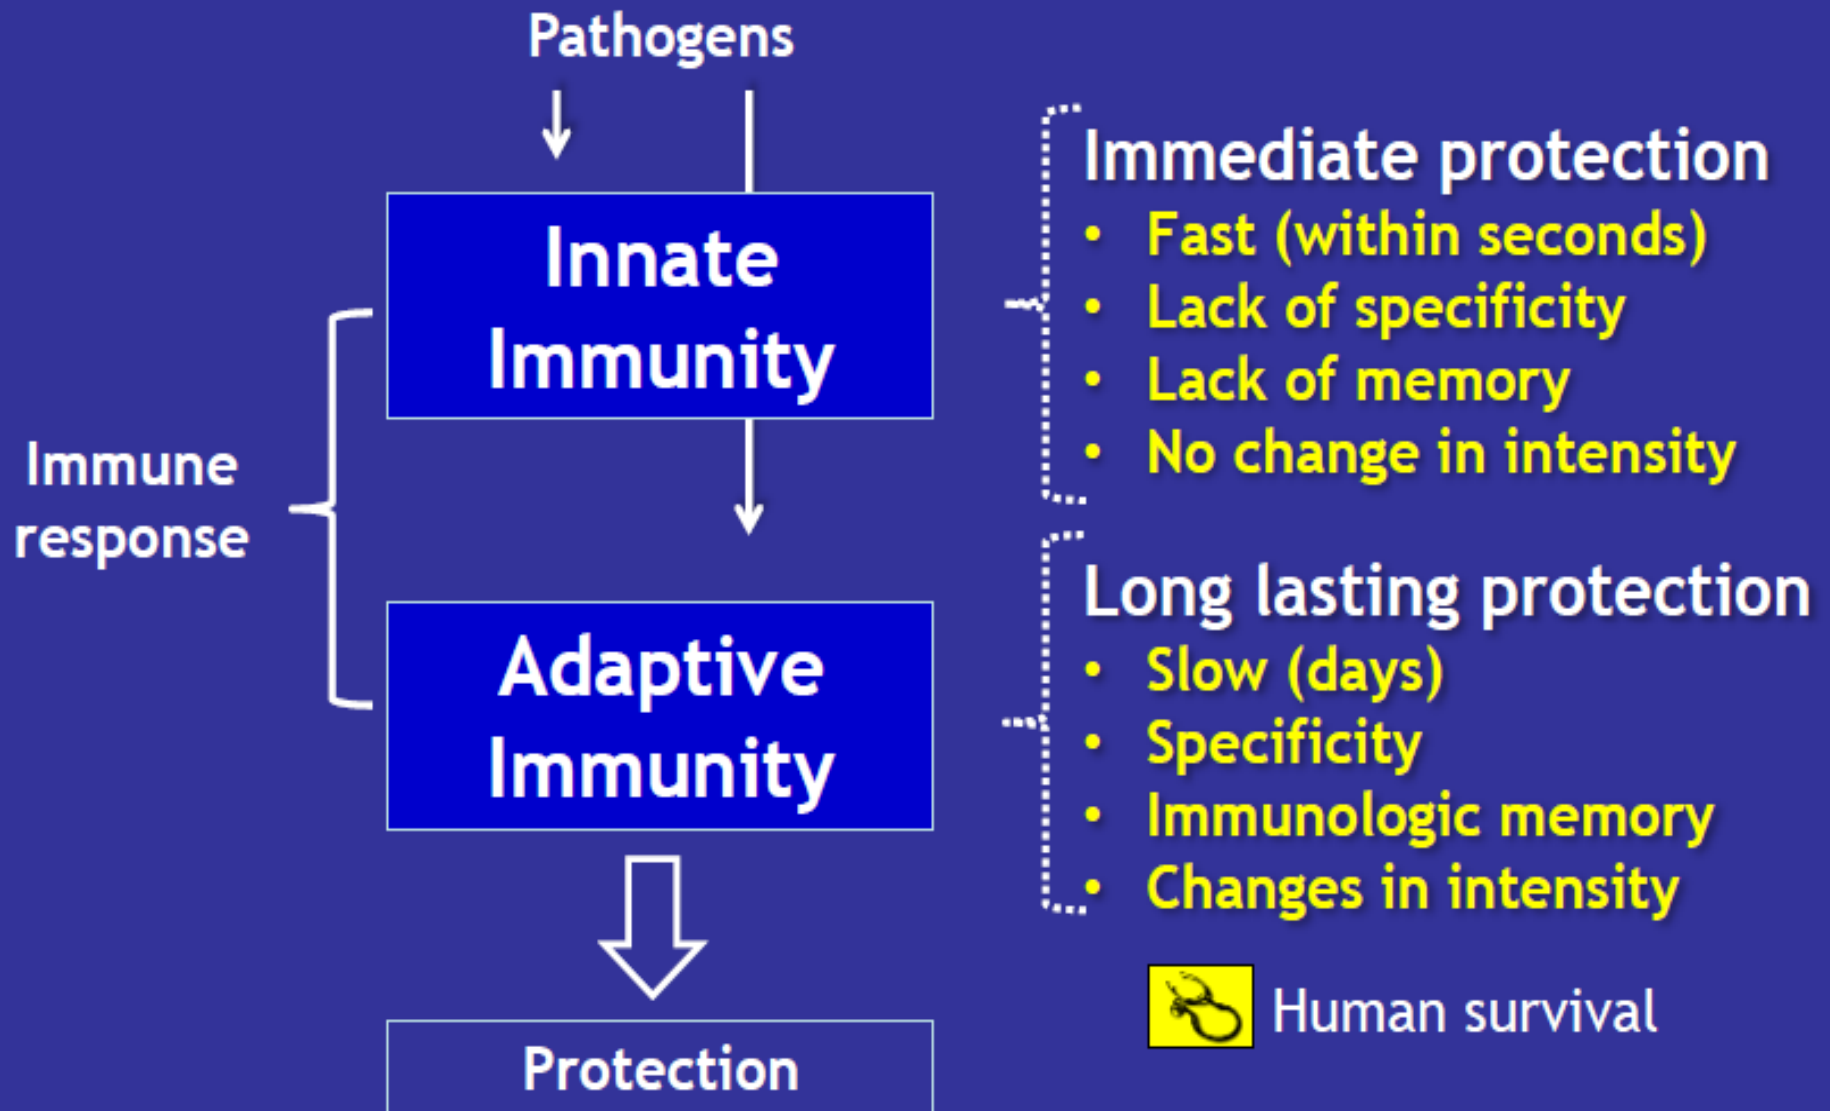 Pathogens
Innate
Immunity
Immediate protection
• Fast (within seconds)
• Lack of specificity
• Lack of memory
• No change in intensity
Immune
response
Adaptive
Immunity
Long lasting protection
• Slow (days)
• Specificity
• Immunologic memory
• Changes in intensity
Human survival
Protection